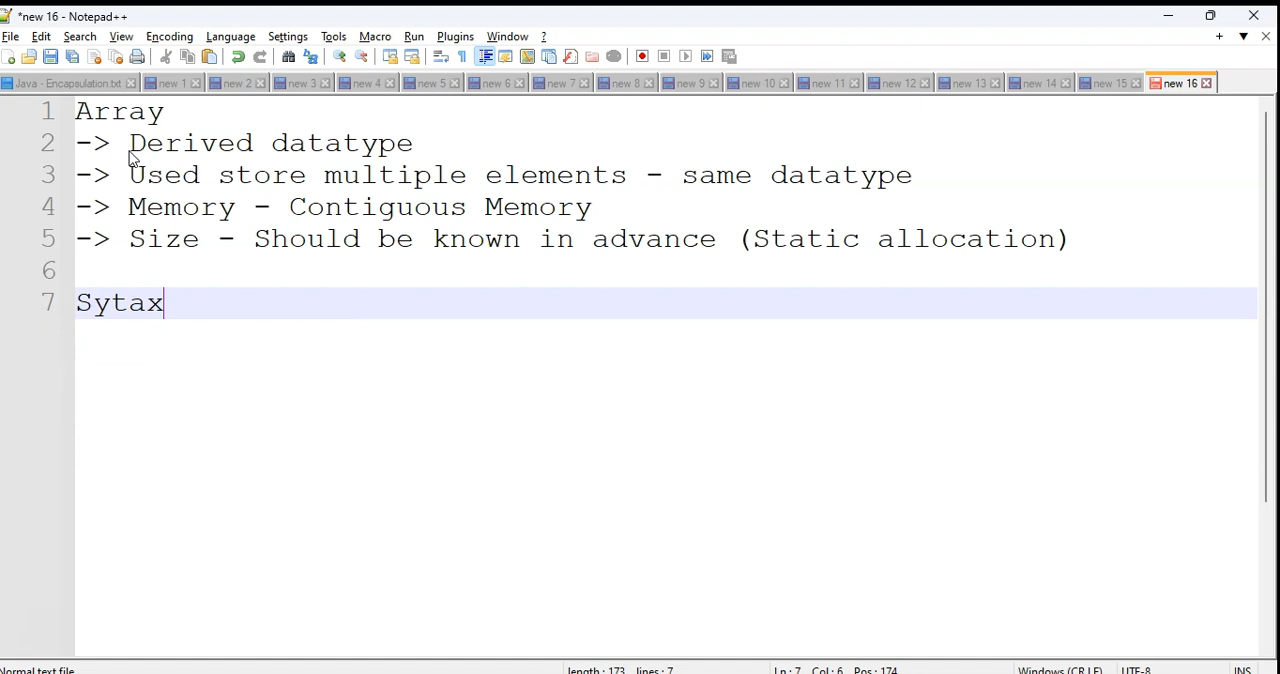 *new 16 - Notepad++
File Edit Search View Encoding Language Settings Tools Macro Run Plugins Window ?
Java - Encapsulation.txt new 1 new 2 new 3 new 4 new 5 new 6 new 7 new 8 new 9 new 10 new 11 new 12 new 13 new 14 new 15 new 16
1 Array
2 -> Derived datatype
3 -> Used store multiple elements - same datatype
4 -> Memory - Contiguous Memory
5 -> Size - Should be known in advance (Static allocation)
6
7 Sytax
Normal text file length : 173 lines : 7 Ln : 7 Col : 6 Pos : 174 Windows (CR LF) UTF-8 INS